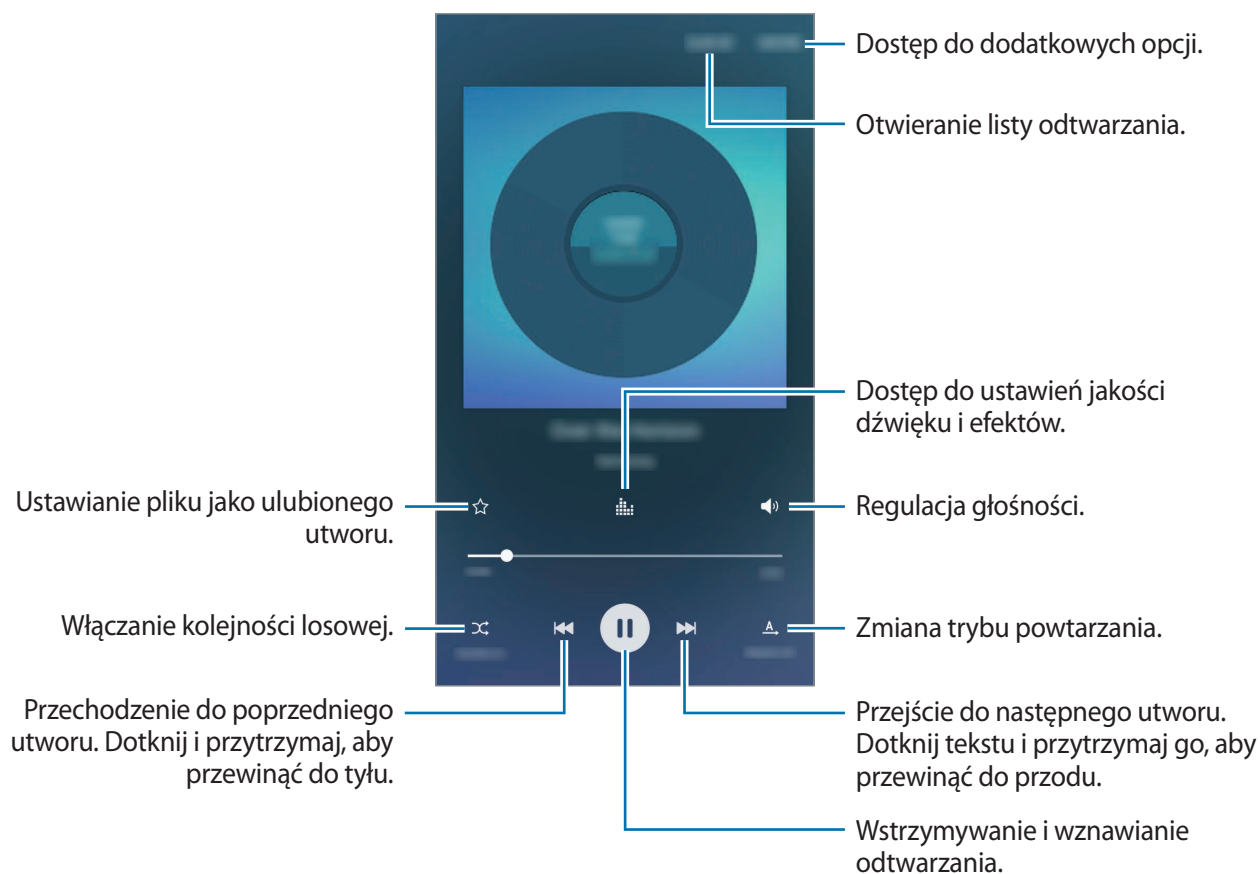 Dostęp do dodatkowych opcji.
Otwieranie listy odtwarzania.
Dostęp do ustawień jakości
dźwięku i efektów.
Ustawianie pliku jako ulubionego
utworu.
Regulacja głośności.
Włączanie kolejności losowej.
A
Zmiana trybu powtarzania.
Przechodzenie do poprzedniego
utworu. Dotknij i przytrzymaj, aby
przewinąć do tyłu.
Przejście do następnego utworu.
Dotknij tekstu i przytrzymaj go, aby
przewinąć do przodu.
Wstrzymywanie i wznawianie
odtwarzania.